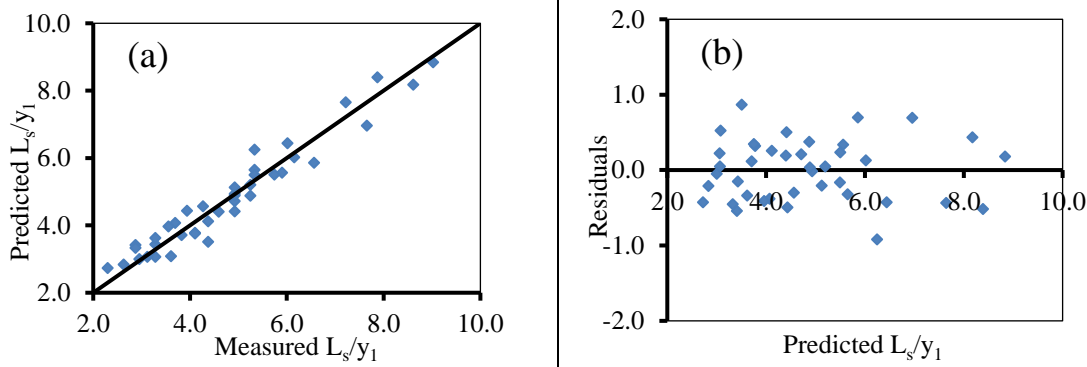 (a)
10.0
8.0
6.0
4.0
2.0
Predicted Lₛ/y₁
2.0 4.0 6.0 8.0 10.0
Measured Lₛ/y₁
(b)
2.0
1.0
0.0
-1.0
-2.0
Residuals
2.0 4.0 6.0 8.0 10.0
Predicted Lₛ/y₁